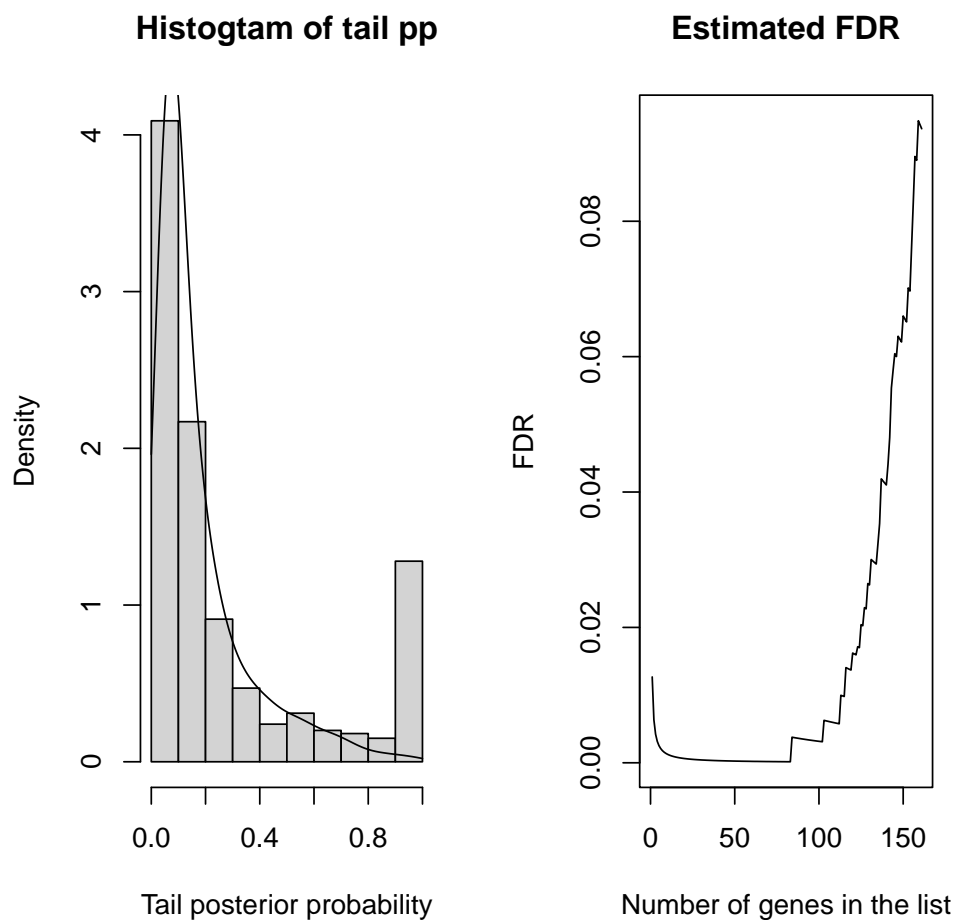 Histogtam of tail pp
Density
0
1
2
3
4
0.0
0.4
0.8
Tail posterior probability
Estimated FDR
FDR
0.00
0.02
0.04
0.06
0.08
0
50
100
150
Number of genes in the list